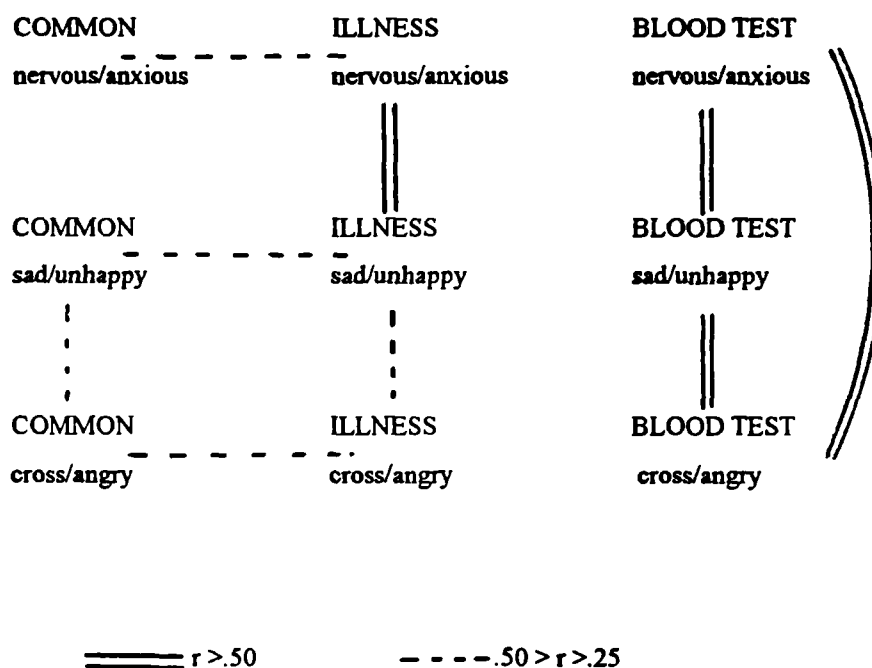 COMMON ILLNESS BLOOD TEST
nervous/anxious nervous/anxious nervous/anxious
COMMON ILLNESS BLOOD TEST
sad/unhappy sad/unhappy sad/unhappy
COMMON ILLNESS BLOOD TEST
cross/angry cross/angry cross/angry
r >.50 .50 > r >.25